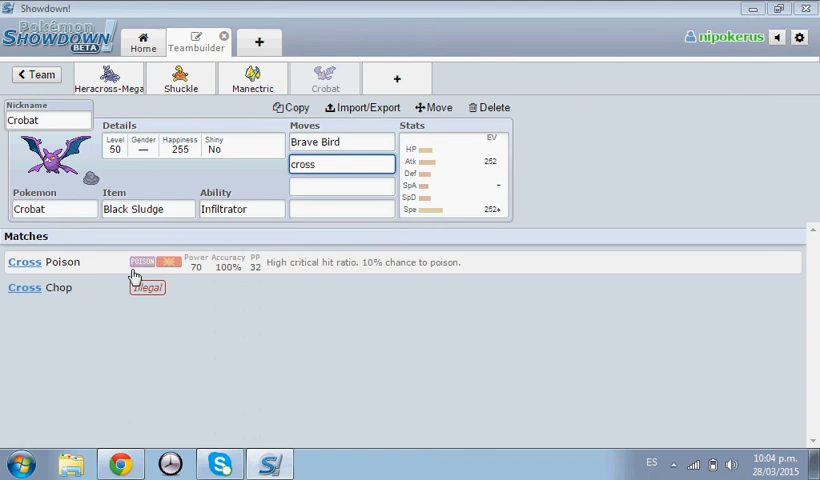 Showdown!
Pokémon
SHOWDOWN!
BETA
Home
Teambuilder
+
nipokerus
< Team
Heracross-Mega
Shuckle
Manectric
Crobat
+
Nickname
Crobat
Copy
Import/Export
Move
Delete
Details
Level
50
Gender
—
Happiness
255
Shiny
No
Moves
Brave Bird
cross
Stats
EV
HP
Atk 252
Def
SpA -
SpD
Spe 252+
Pokemon
Crobat
Item
Black Sludge
Ability
Infiltrator
Matches
Cross Poison POISON Power 70 Accuracy 100% PP 32 High critical hit ratio. 10% chance to poison.
Cross Chop Illegal
ES
10:04 p.m.
28/03/2015